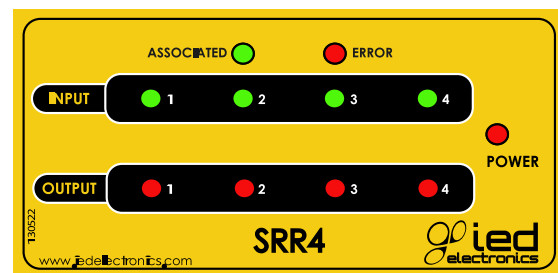 ASSOCIATED ERROR
INPUT 1 2 3 4
POWER
OUTPUT 1 2 3 4
130522
SRR4
ied
electronics
www.iedelectronics.com